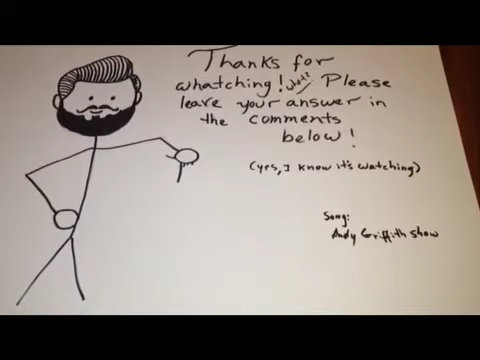 Thanks for
whatching! Please
leave your answer in
the comments
below!
(yes, I know it's watching)
Song:
Andy Griffith show